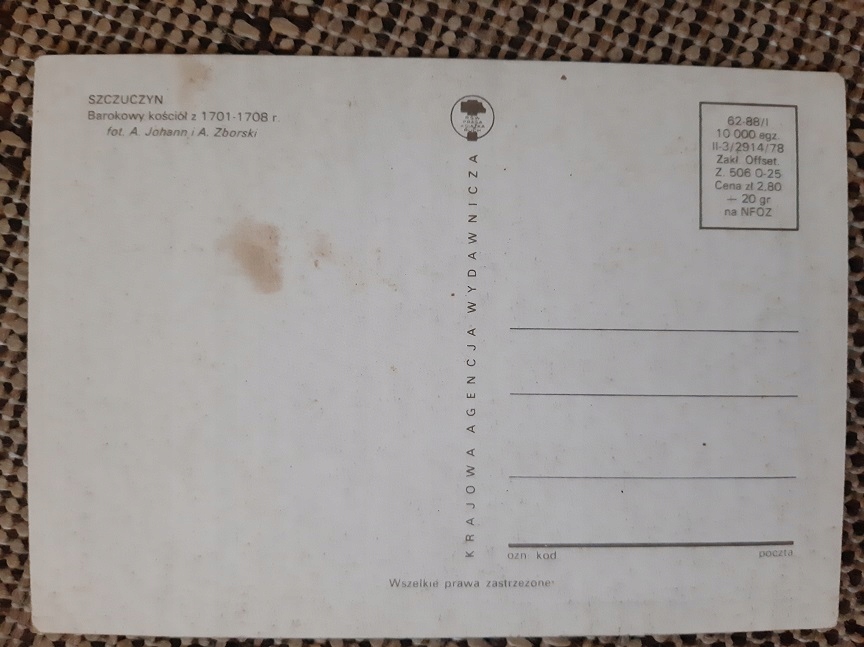 SZCZUCZYN
Barokowy kościół z 1701-1708 r.
fot. A. Johann i A. Zborski
KRAJOWA AGENCJA WYDAWNICZA
62-88/I
10 000 egz.
II-3/2914/78
Zakł. Offset.
Z. 506 O-25
Cena zł 2,80
+ 20 gr
na NFOZ
ozn. kod
poczta
Wszelkie prawa zastrzeżone